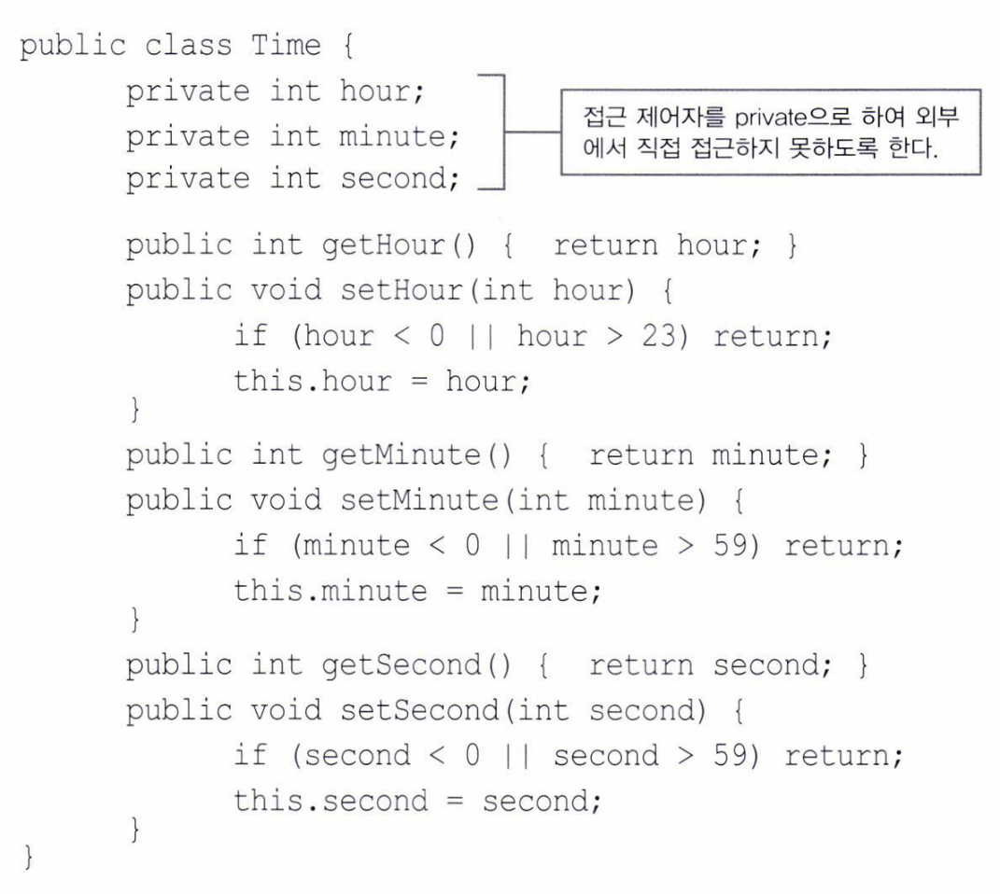 public class Time {
private int hour;
private int minute;
private int second;
접근 제어자를 private으로 하여 외부
에서 직접 접근하지 못하도록 한다.
public int getHour() { return hour; }
public void setHour(int hour) {
if (hour < 0 || hour > 23) return;
this.hour = hour;
}
public int getMinute() { return minute; }
public void setMinute(int minute) {
if (minute < 0 || minute > 59) return;
this.minute = minute;
}
public int getSecond() { return second; }
public void setSecond(int second) {
if (second < 0 || second > 59) return;
this.second = second;
}
}